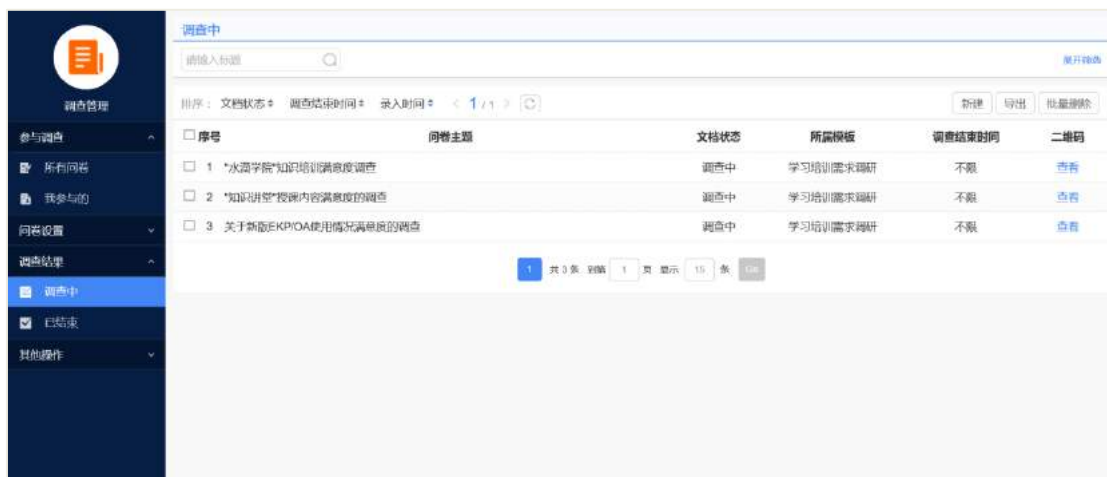 调查管理
参与调查
所有问卷
我参与的
问卷设置
调查结果
调查中
已结束
其他操作
调查中
请输入标题
展开筛选
排序： 文档状态 调查结束时间 录入时间 < 1 / 1 >
新建 导出 批量删除
序号 问卷主题 文档状态 所属模板 调查结束时间 二维码
1 "水滴学院"知识培训满意度调查 调查中 学习培训需求调研 不限 查看
2 "知识讲堂"授课内容满意度的调查 调查中 学习培训需求调研 不限 查看
3 关于新版EKP/OA使用情况满意度的调查 调查中 学习培训需求调研 不限 查看
1 共 3 条 到第 1 页 显示 15 条 Go